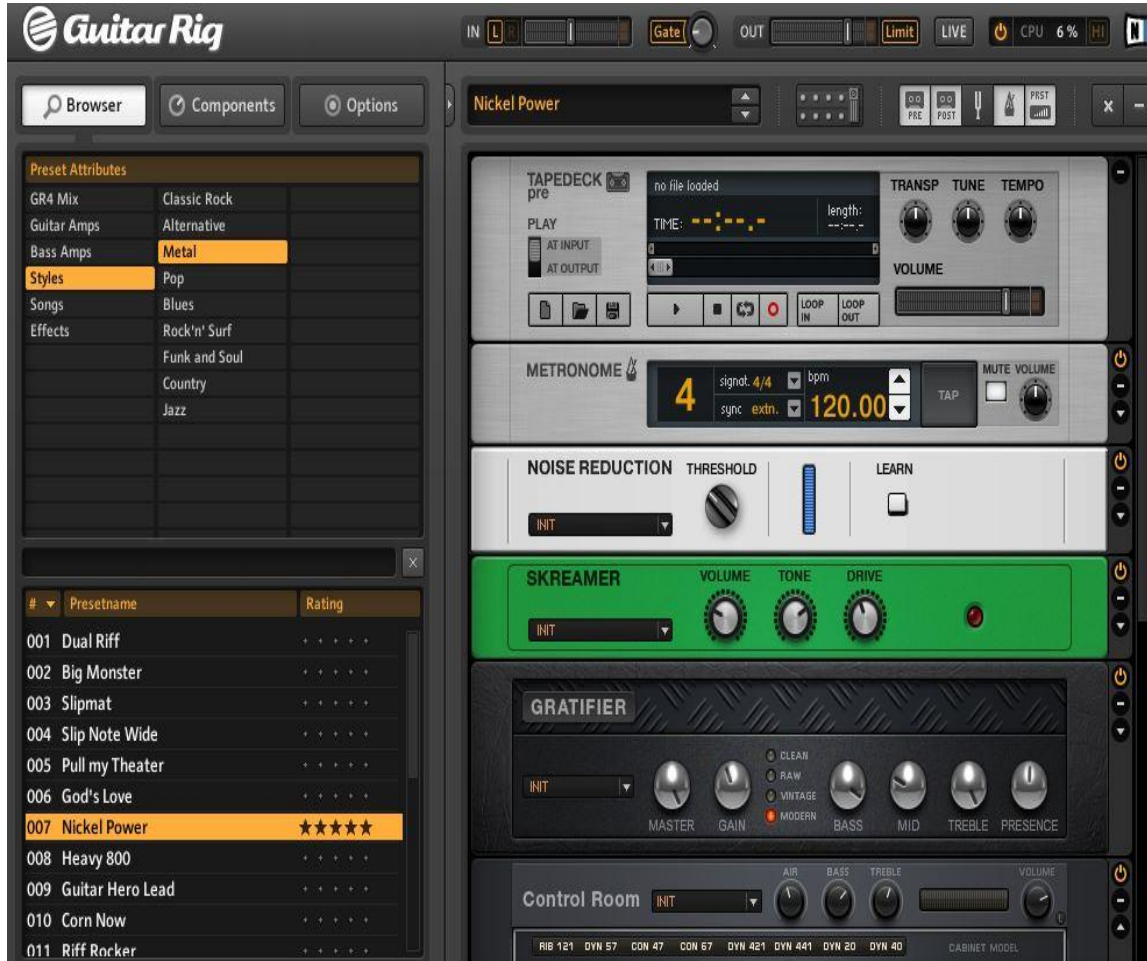 Guitar Rig
IN L R Gate OUT Limit LIVE CPU 6 % HI N
Browser Components Options
Nickel Power
PRE POST PRST
x –
Preset Attributes
GR4 Mix Classic Rock
Guitar Amps Alternative
Bass Amps Metal
Styles Pop
Songs Blues
Effects Rock'n' Surf
Funk and Soul
Country
Jazz
X
# Presetname Rating
001 Dual Riff
002 Big Monster
003 Slipmat
004 Slip Note Wide
005 Pull my Theater
006 God's Love
007 Nickel Power ★★★★★
008 Heavy 800
009 Guitar Hero Lead
010 Corn Now
011 Riff Rocker
TAPEDECK
pre
PLAY
AT INPUT
AT OUTPUT
no file loaded
TIME: --:--.-
length:
--:--.-
LOOP IN
LOOP OUT
TRANSP TUNE TEMPO
VOLUME
METRONOME
4
signat. 4/4
sync extn.
bpm
120.00
TAP
MUTE VOLUME
NOISE REDUCTION THRESHOLD LEARN
INIT
SKREAMER VOLUME TONE DRIVE
INIT
GRATIFIER
INIT
CLEAN
RAW
VINTAGE
MODERN
MASTER GAIN BASS MID TREBLE PRESENCE
Control Room INIT
AIR BASS TREBLE VOLUME
L
RIB 121 DYN 57 CON 47 CON 67 DYN 421 DYN 441 DYN 20 DYN 40
CABINET MODEL